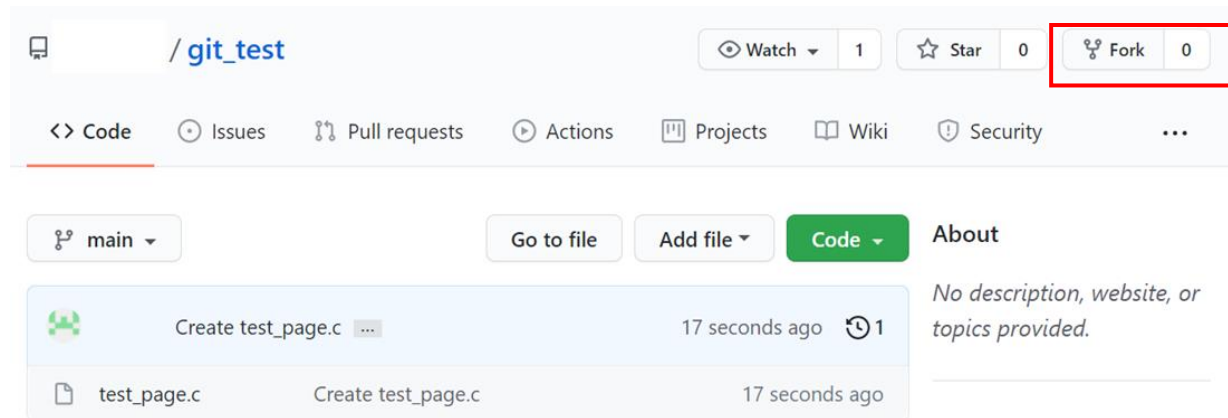 / git_test
Watch 1 Star 0 Fork 0
<> Code Issues Pull requests Actions Projects Wiki Security ...
main Go to file Add file Code About
No description, website, or
topics provided.
Create test_page.c ... 17 seconds ago 1
test_page.c Create test_page.c 17 seconds ago